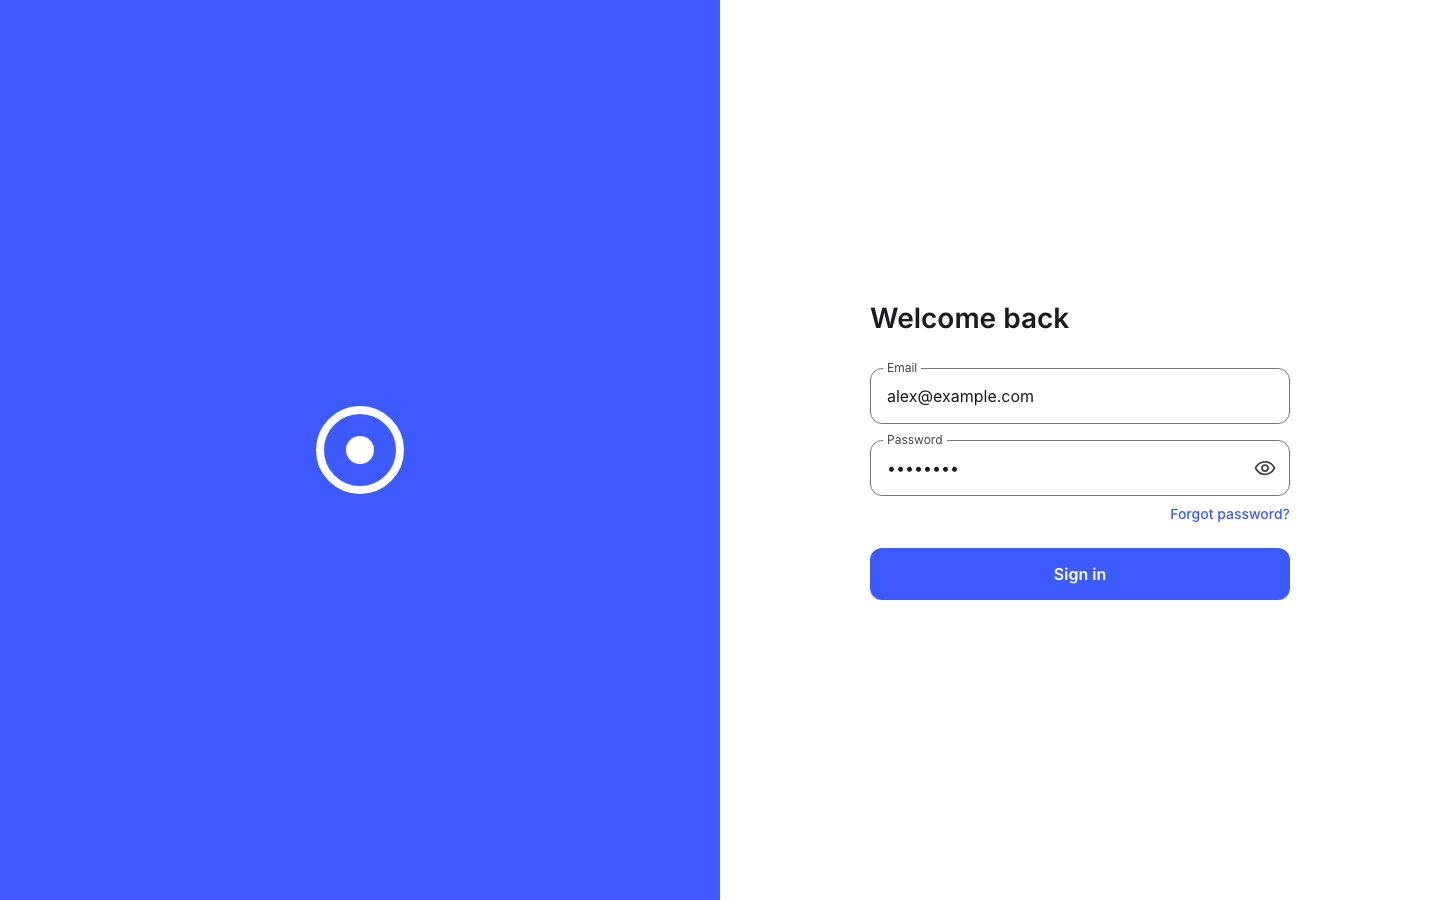 Welcome back
Email
alex@example.com
Password
••••••••
Forgot password?
Sign in